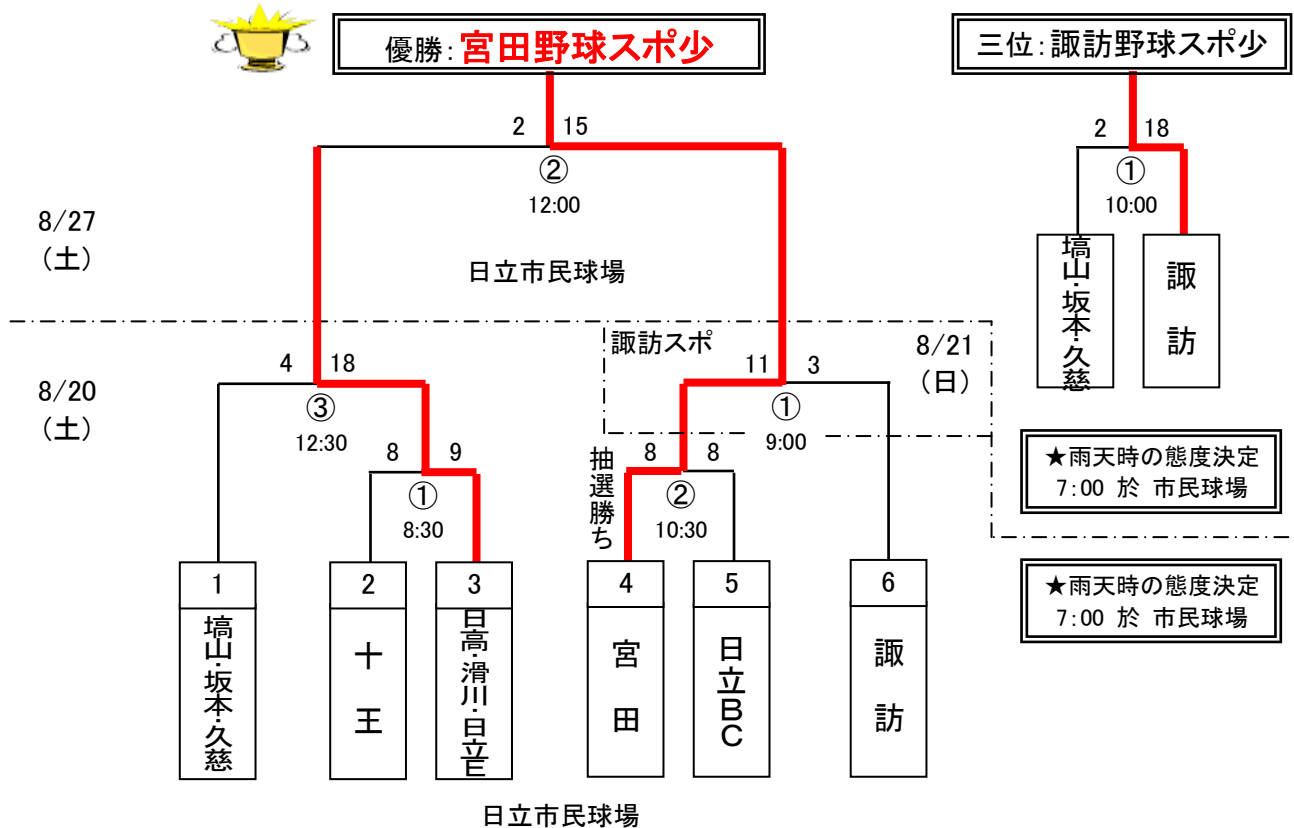 優勝：宮田野球スポ少
三位：諏訪野球スポ少
2 15
②
12:00
2 18
①
10:00
8/27
（土）
日立市民球場
塙山・坂本・久慈
諏訪
諏訪スポ
8/21
（日）
4 18
③
12:30
11 3
①
9:00
8/20
（土）
8 9
①
8:30
抽選勝ち
8 8
②
10:30
★雨天時の態度決定
7:00 於 市民球場
1
2
3
4
5
6
塙山・坂本・久慈
十王
日高・滑川・日立E
宮田
日立BC
諏訪
★雨天時の態度決定
7:00 於 市民球場
日立市民球場